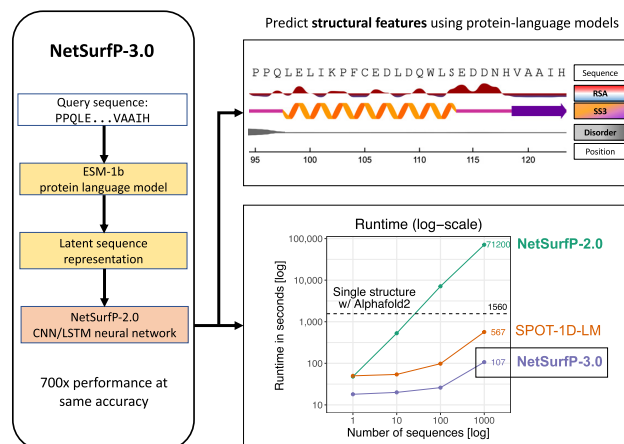 Predict structural features using protein-language models
NetSurfP-3.0
Query sequence:
PPQLE...VAAIH
ESM-1b
protein language model
Latent sequence
representation
NetSurfP-2.0
CNN/LSTM neural network
700x performance at
same accuracy
P P Q L E L I K P F C E D L D Q W L S E D D N H V A A I H
Sequence
RSA
SS3
Disorder
Position
95 100 105 110 115 120
Runtime (log−scale)
Runtime in seconds [log]
100,000
10,000
1,000
100
10
1 10 100 1000
Number of sequences [log]
Single structure
w/ Alphafold2
1560
71200
NetSurfP-2.0
567
SPOT-1D-LM
107
NetSurfP-3.0